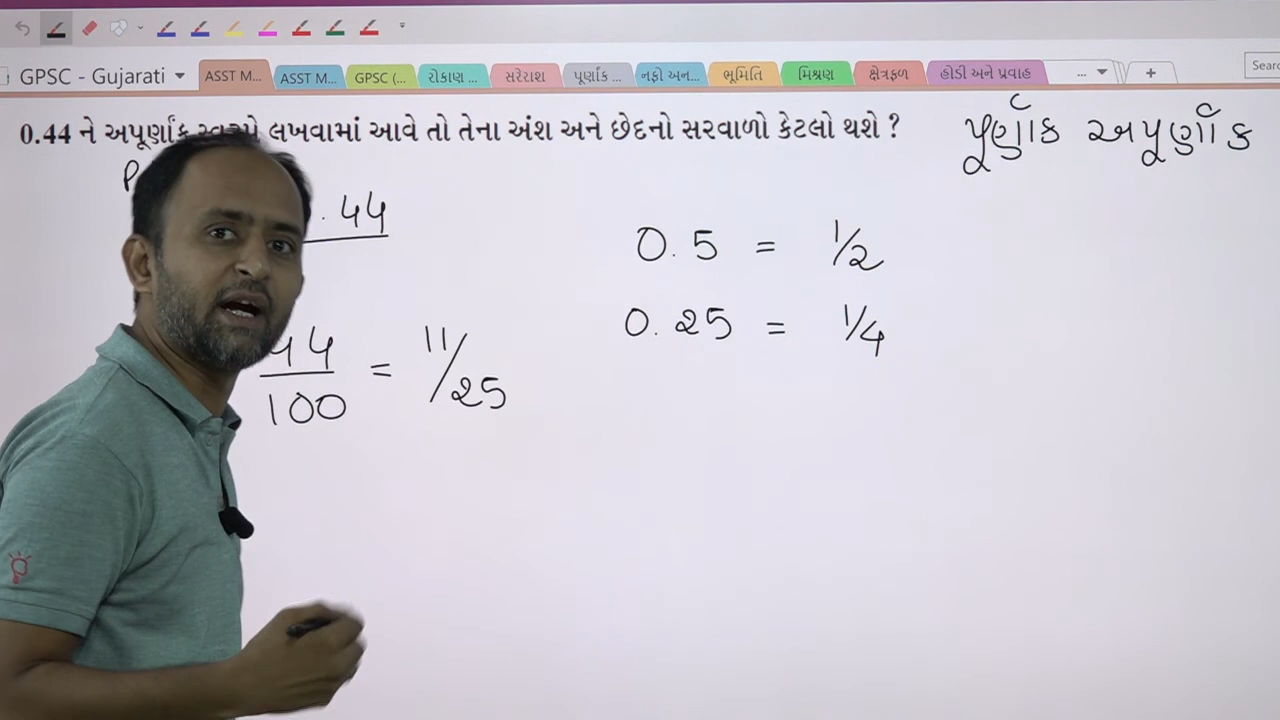 GPSC - Gujarati
ASST M... ASST M... GPSC (... રોકાણ ... સરેરાશ પૂર્ણાંક ... નફો અન... ભૂમિતિ મિશ્રણ ક્ષેત્રફળ હોડી અને પ્રવાહ ... + Searc
0.44 ને અપૂર્ણાંક સ્વરૂપે લખવામાં આવે તો તેના અંશ અને છેદનો સરવાળો કેટલો થશે ?
પૂર્ણાંક અપૂર્ણાંક
P
. 44
0.5 = 1/2
0.25 = 1/4
44/100 = 11/25